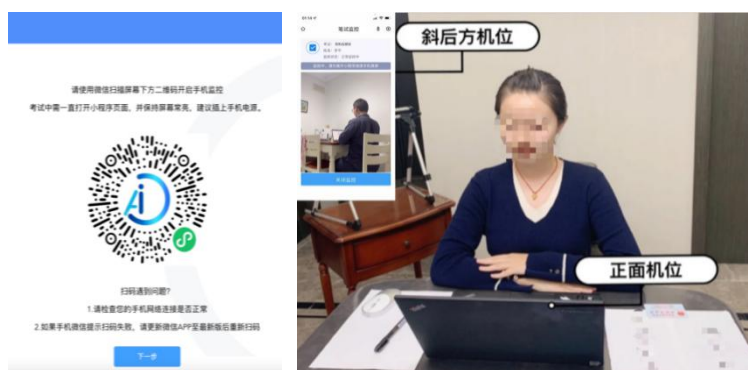 请使用微信扫描屏幕下方二维码开启手机监控
考试中需一直打开小程序页面，并保持屏幕常亮，建议插上手机电源。
扫码遇到问题?
1.请检查您的手机网络连接是否正常
2.如果手机微信提示扫码失败，请更新微信APP至最新版后重新扫码
下一步
笔试监控
斜后方机位
正面机位